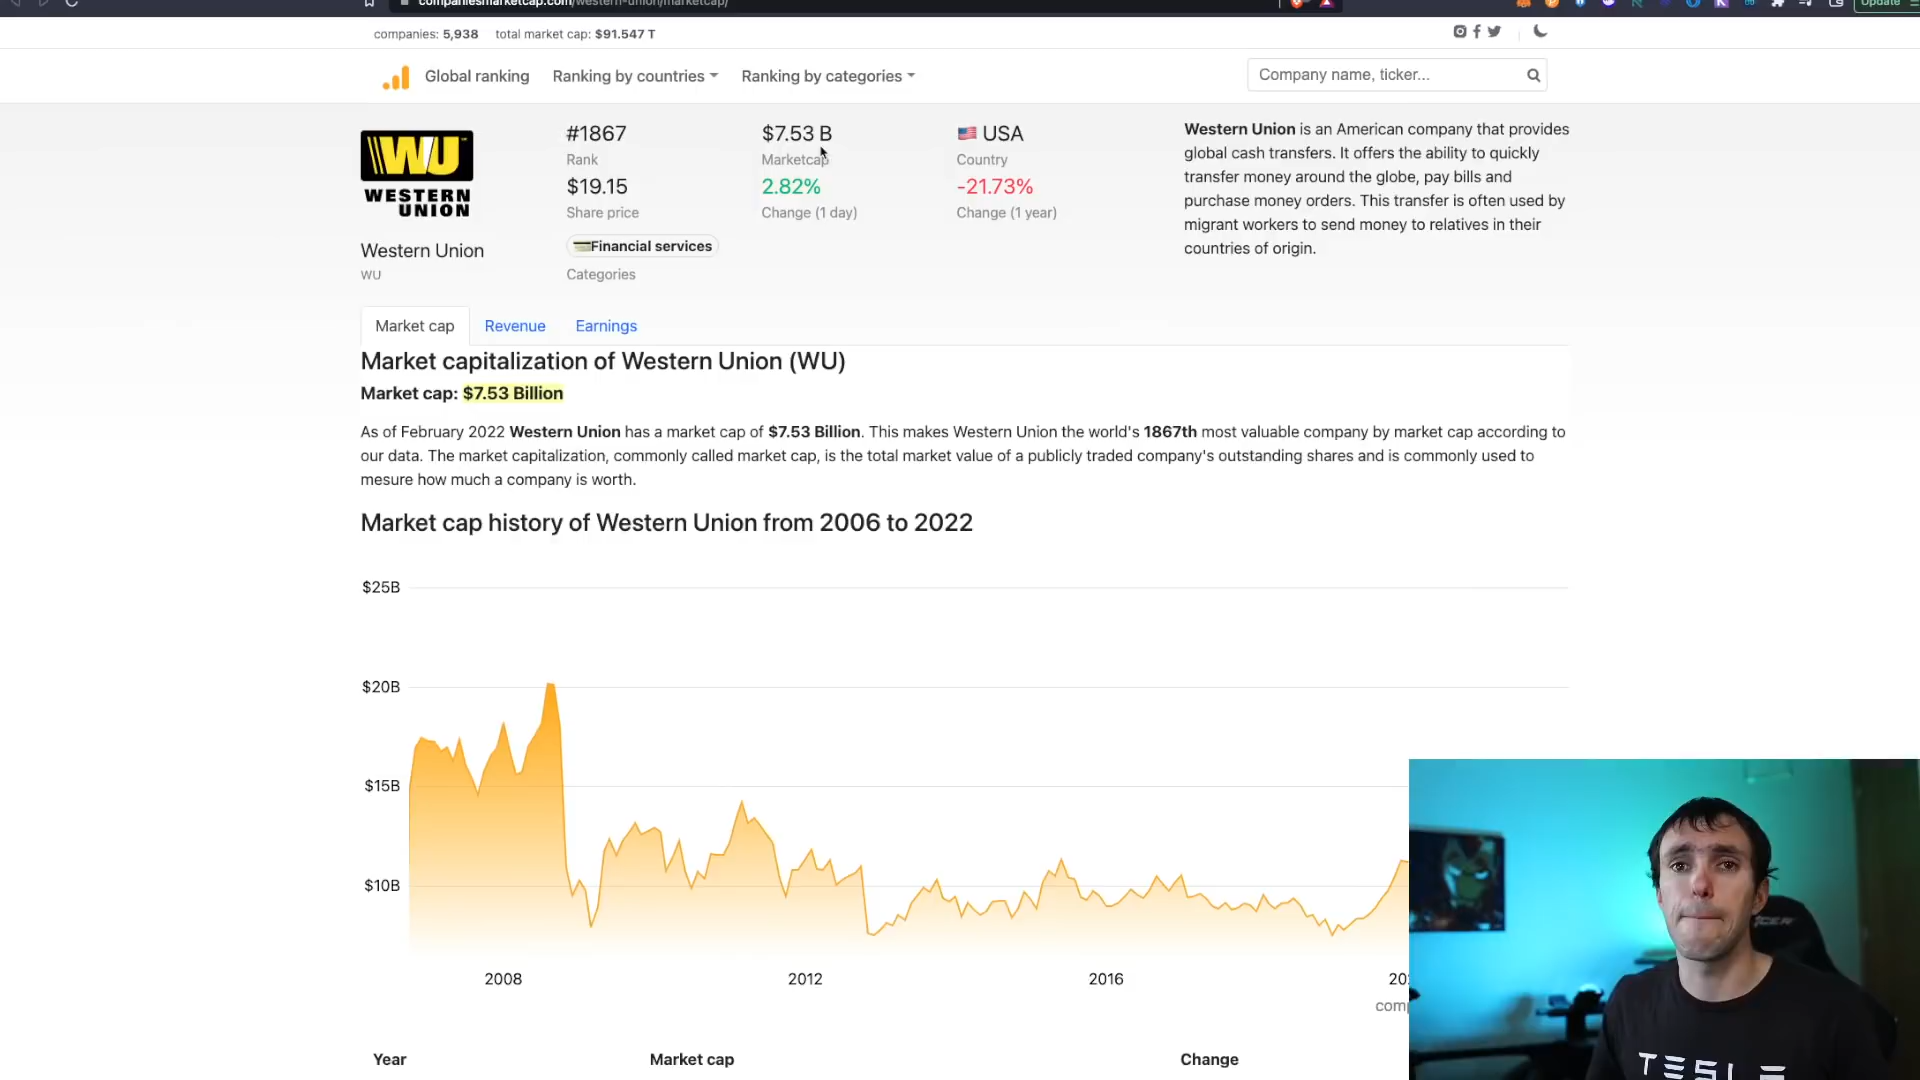 companiesmarketcap.com/western-union/marketcap/
Update
companies: 5,938 total market cap: $91.547 T
Global ranking Ranking by countries Ranking by categories
Company name, ticker...
WU
WESTERN
UNION
Western Union
WU
#1867
Rank
$7.53 B
Marketcap
USA
Country
$19.15
Share price
2.82%
Change (1 day)
-21.73%
Change (1 year)
Financial services
Categories
Western Union is an American company that provides
global cash transfers. It offers the ability to quickly
transfer money around the globe, pay bills and
purchase money orders. This transfer is often used by
migrant workers to send money to relatives in their
countries of origin.
Market cap Revenue Earnings
Market capitalization of Western Union (WU)
Market cap: $7.53 Billion
As of February 2022 Western Union has a market cap of $7.53 Billion. This makes Western Union the world's 1867th most valuable company by market cap according to
our data. The market capitalization, commonly called market cap, is the total market value of a publicly traded company's outstanding shares and is commonly used to
mesure how much a company is worth.
Market cap history of Western Union from 2006 to 2022
$25B
$20B
$15B
$10B
2008 2012 2016 20
comp
Year Market cap Change
TESL